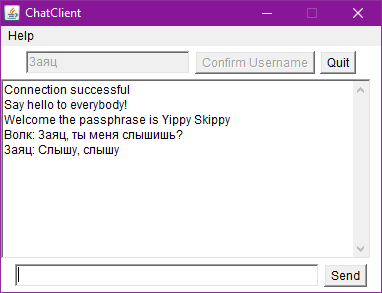 ChatClient
Help
Заяц
Confirm Username
Quit
Connection successful
Say hello to everybody!
Welcome the passphrase is Yippy Skippy
Волк: Заяц, ты меня слышишь?
Заяц: Слышу, слышу
Send